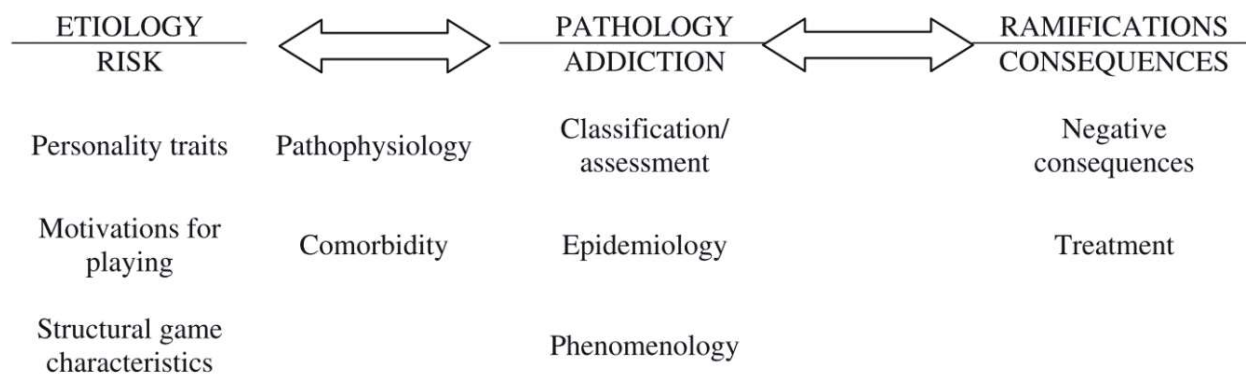 ETIOLOGY
RISK
PATHOLOGY
ADDICTION
RAMIFICATIONS
CONSEQUENCES
Personality traits
Pathophysiology
Classification/
assessment
Negative
consequences
Motivations for
playing
Comorbidity
Epidemiology
Treatment
Structural game
characteristics
Phenomenology